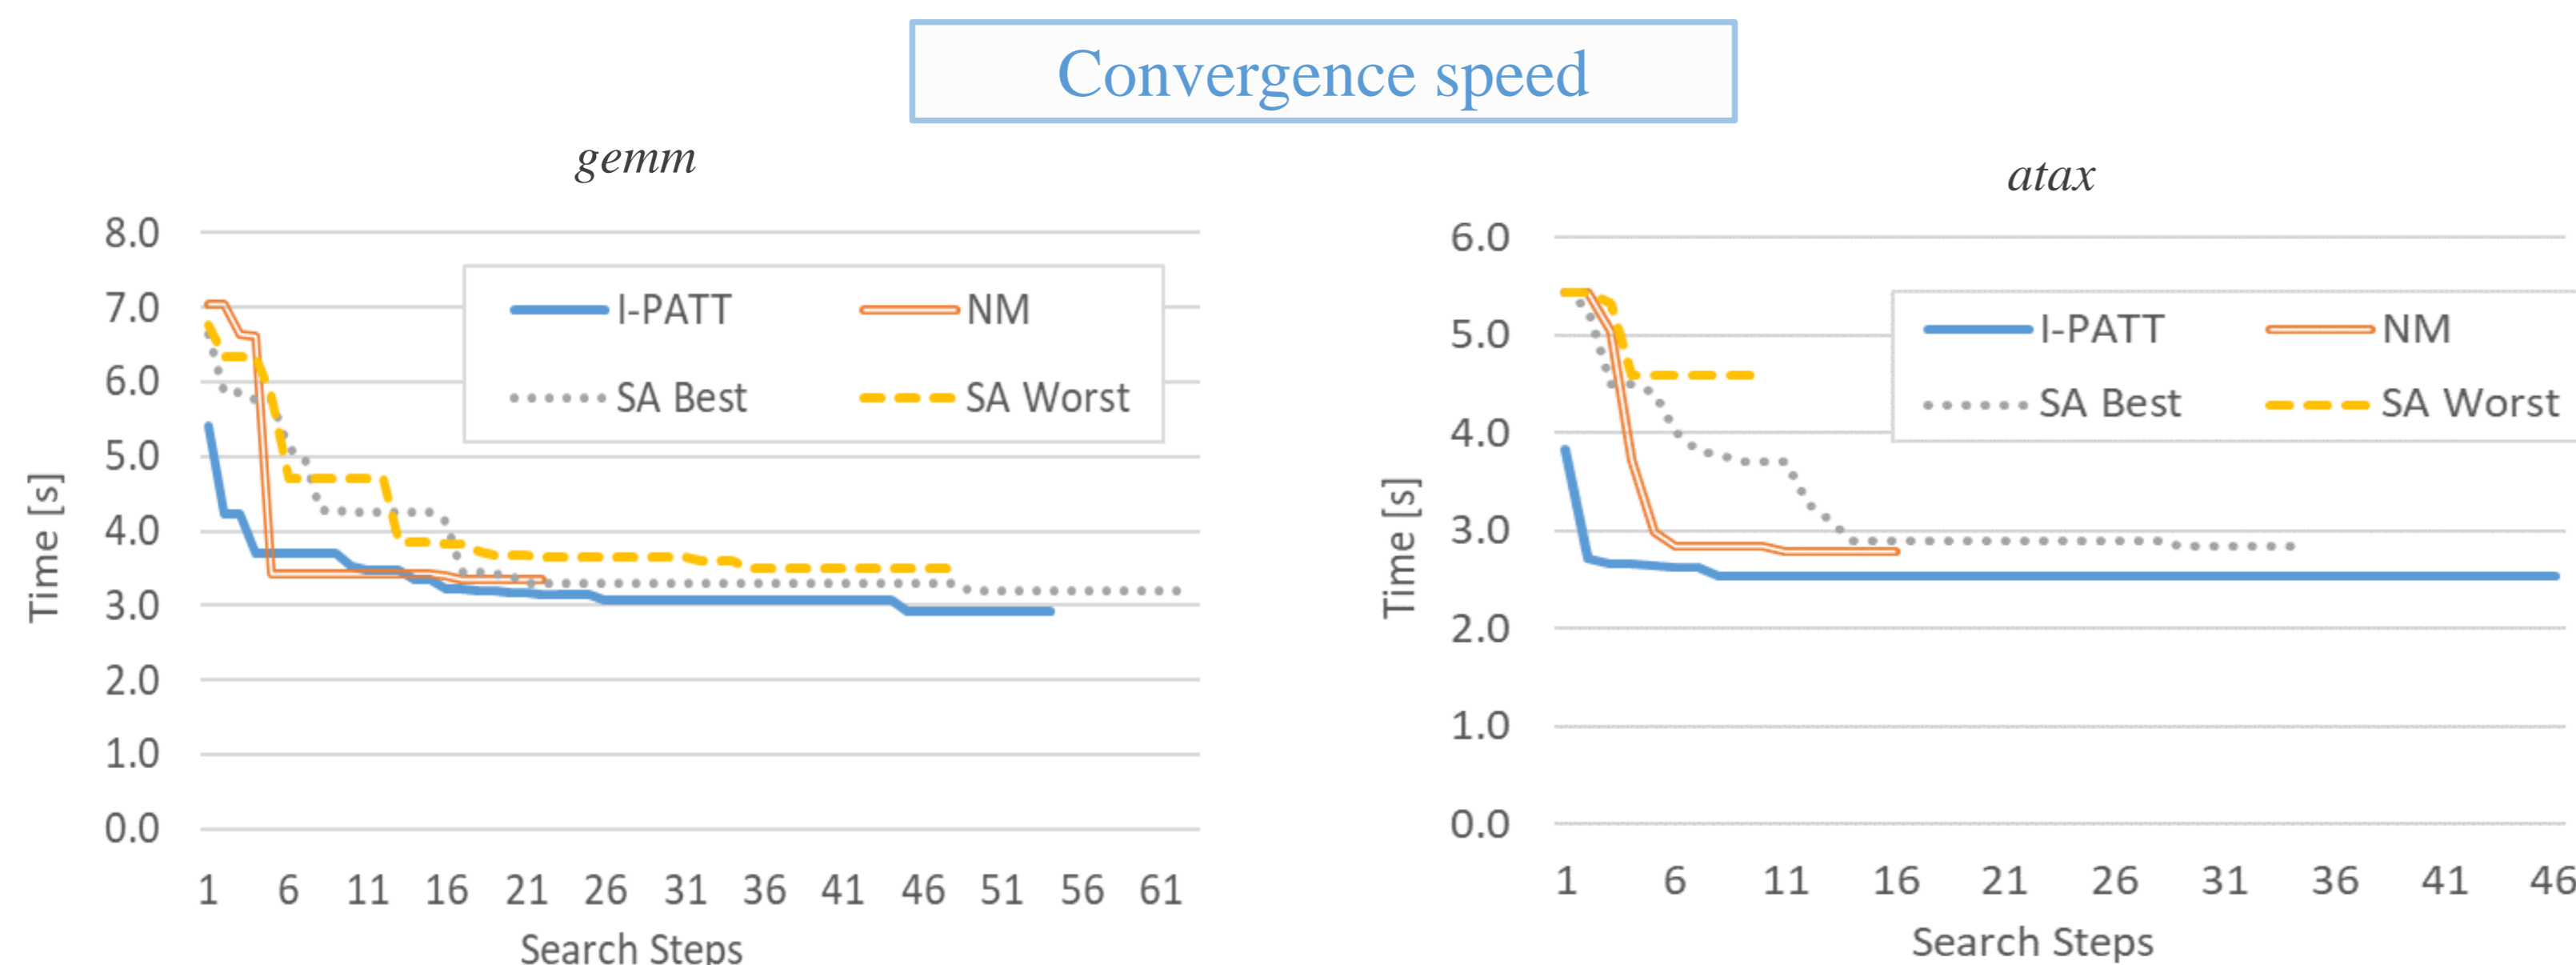 Convergence speed
gemm
8.0
7.0
6.0
5.0
4.0
3.0
2.0
1.0
0.0
Time [s]
I-PATT NM
SA Best SA Worst
1 6 11 16 21 26 31 36 41 46 51 56 61
Search Steps
atax
6.0
5.0
4.0
3.0
2.0
1.0
0.0
Time [s]
I-PATT NM
SA Best SA Worst
1 6 11 16 21 26 31 36 41 46
Search Steps